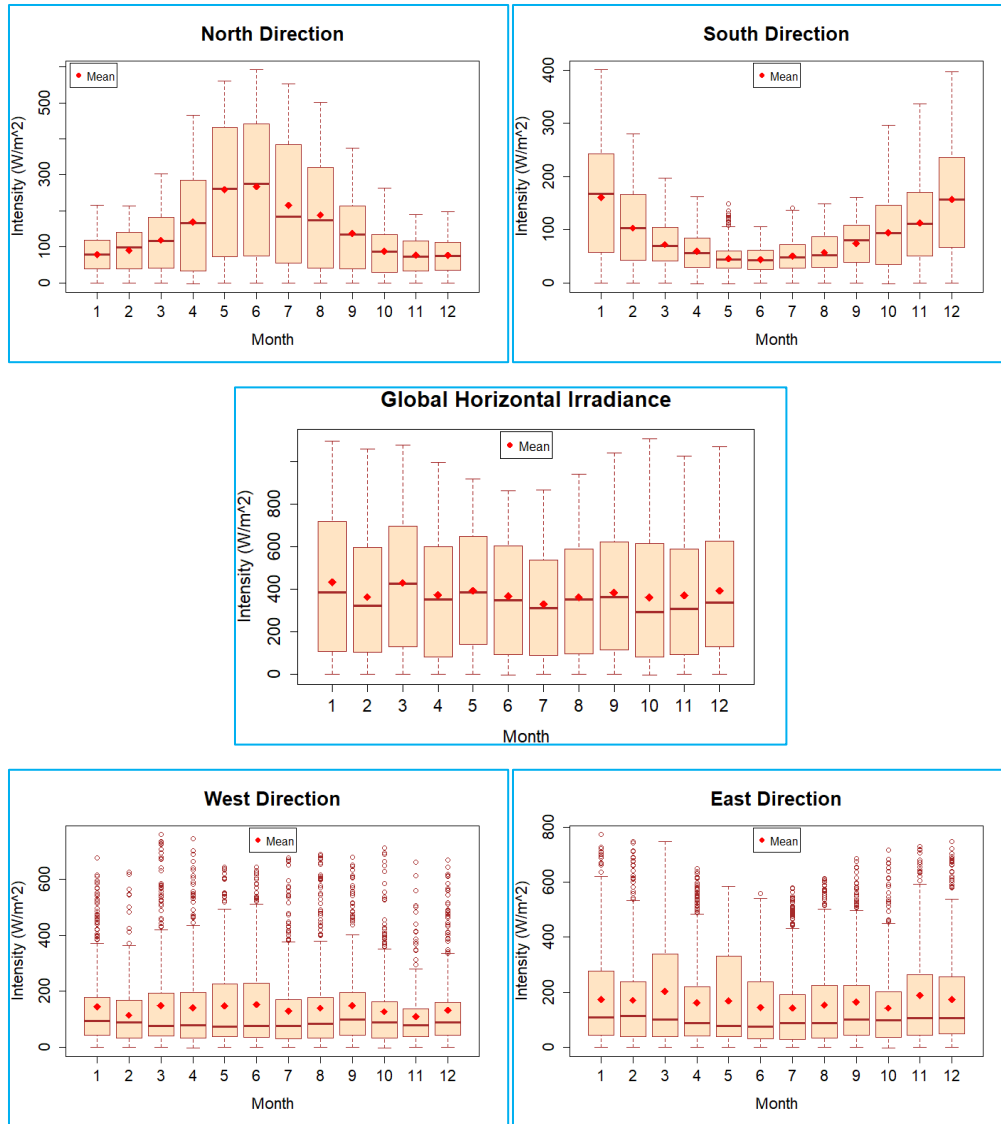 North Direction
Mean
Intensity (W/m^2)
500
300
100
0
1 2 3 4 5 6 7 8 9 10 11 12
Month
South Direction
Mean
Intensity (W/m^2)
400
300
200
100
0
1 2 3 4 5 6 7 8 9 10 11 12
Month
Global Horizontal Irradiance
Mean
Intensity (W/m^2)
800
600
400
200
0
1 2 3 4 5 6 7 8 9 10 11 12
Month
West Direction
Mean
Intensity (W/m^2)
600
400
200
0
1 2 3 4 5 6 7 8 9 10 11 12
Month
East Direction
Mean
Intensity (W/m^2)
800
600
400
200
0
1 2 3 4 5 6 7 8 9 10 11 12
Month